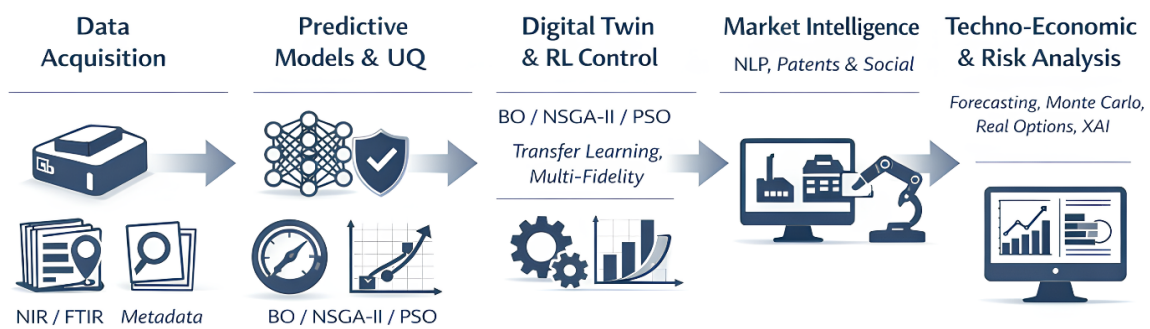 Data
Acquisition
NIR / FTIR
Metadata
Predictive
Models & UQ
BO / NSGA-II / PSO
Digital Twin
& RL Control
BO / NSGA-II / PSO
Transfer Learning,
Multi-Fidelity
Market Intelligence
NLP, Patents & Social
Techno-Economic
& Risk Analysis
Forecasting, Monte Carlo,
Real Options, XAI